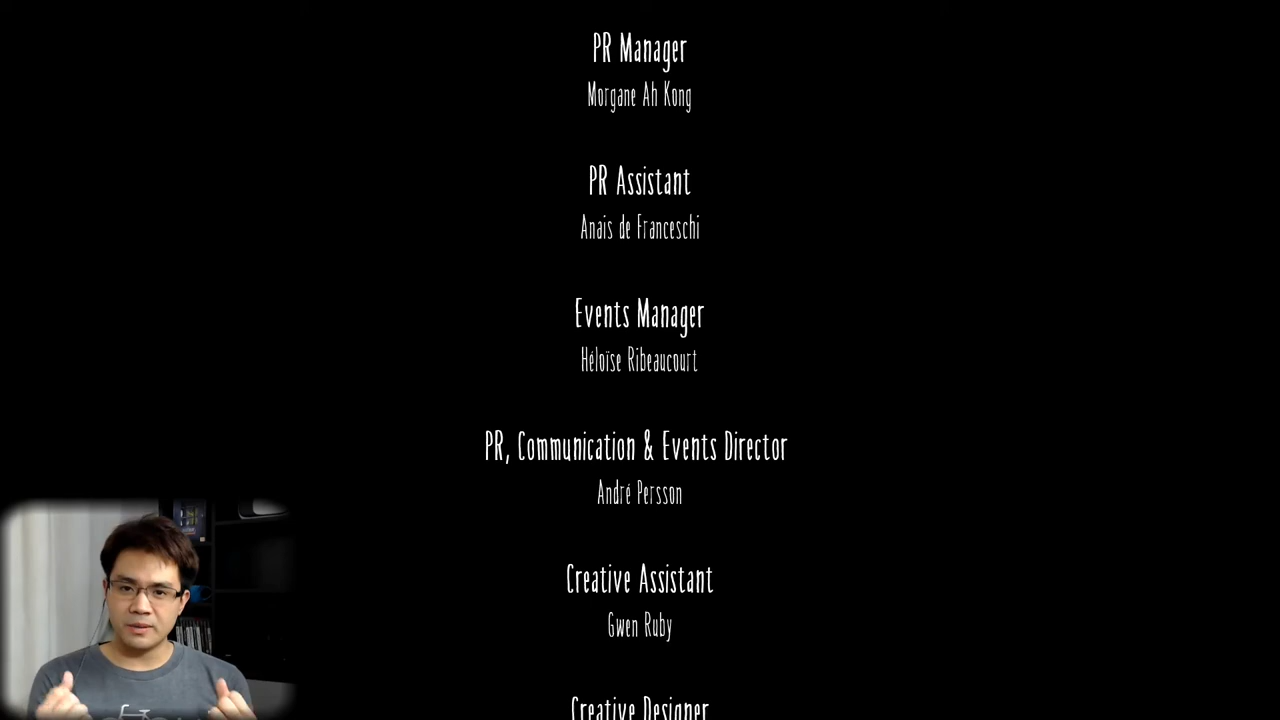 PR Manager
Morgane Ah Kong
PR Assistant
Anais de Franceschi
Events Manager
Héloïse Ribeaucourt
PR, Communication & Events Director
André Persson
Creative Assistant
Gwen Ruby
Creative Designer